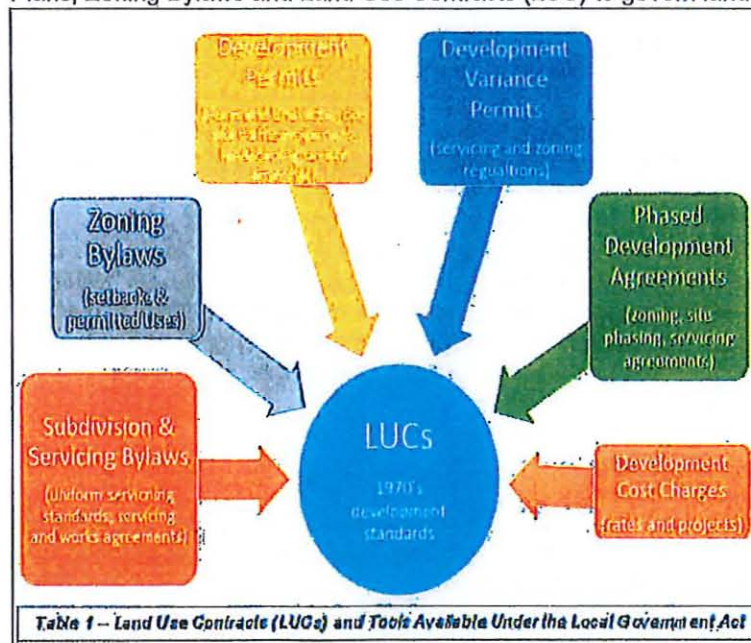 Plans, Zoning Bylaws and Land Use Contracts (LUC) to govern land
Development
Permits
Development
Variance
Permits
(servicing and zoning
regualtions)
Zoning
Bylaws
(setbacks &
permitted Uses)
Phased
Development
Agreements
(zoning, site
phasing, servicing
agreements)
Subdivision &
Servicing Bylaws
(Uniform servicning
standards, servicing
and works agreements)
LUCs
1970's
development
standards
Development
Cost Charges
(rates and projects)
Table 1 – Land Use Contracts (LUCs) and Tools Available Under the Local Government Act